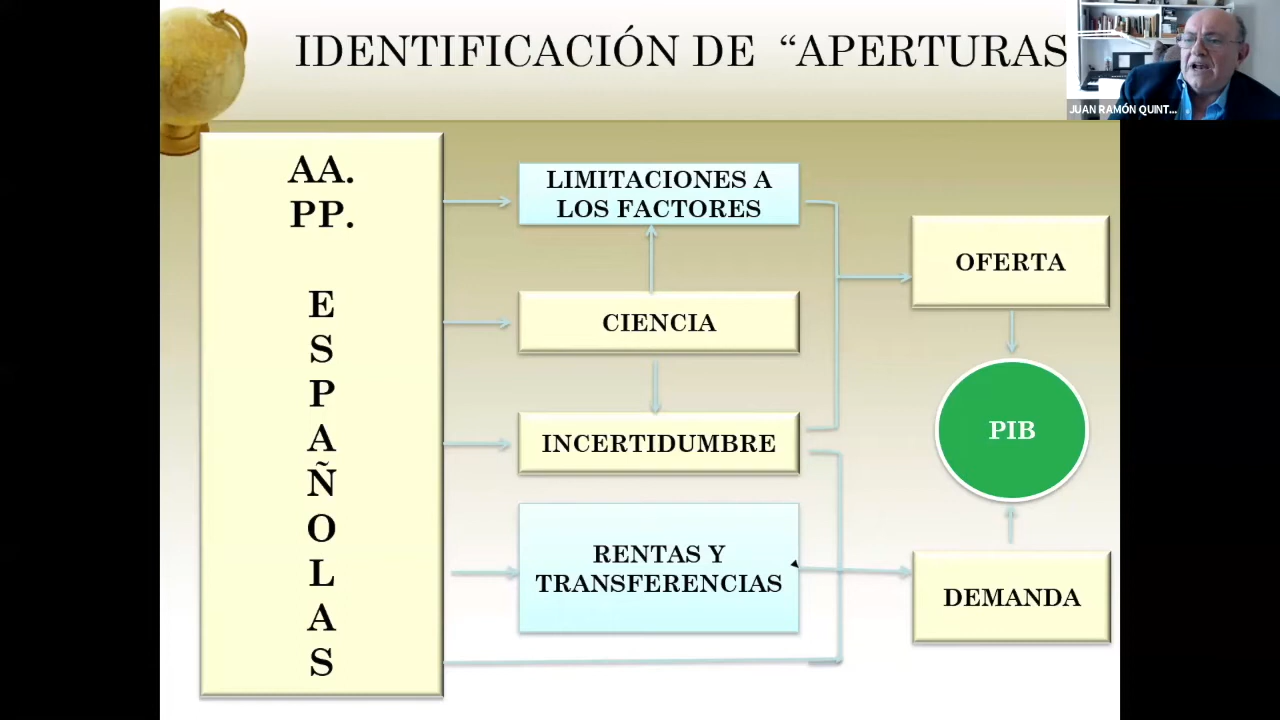 IDENTIFICACIÓN DE “APERTURAS
JUAN RAMÓN QUINT...
AA.
PP.
E
S
P
A
Ñ
O
L
A
S
LIMITACIONES A
LOS FACTORES
CIENCIA
INCERTIDUMBRE
RENTAS Y
TRANSFERENCIAS
OFERTA
PIB
DEMANDA